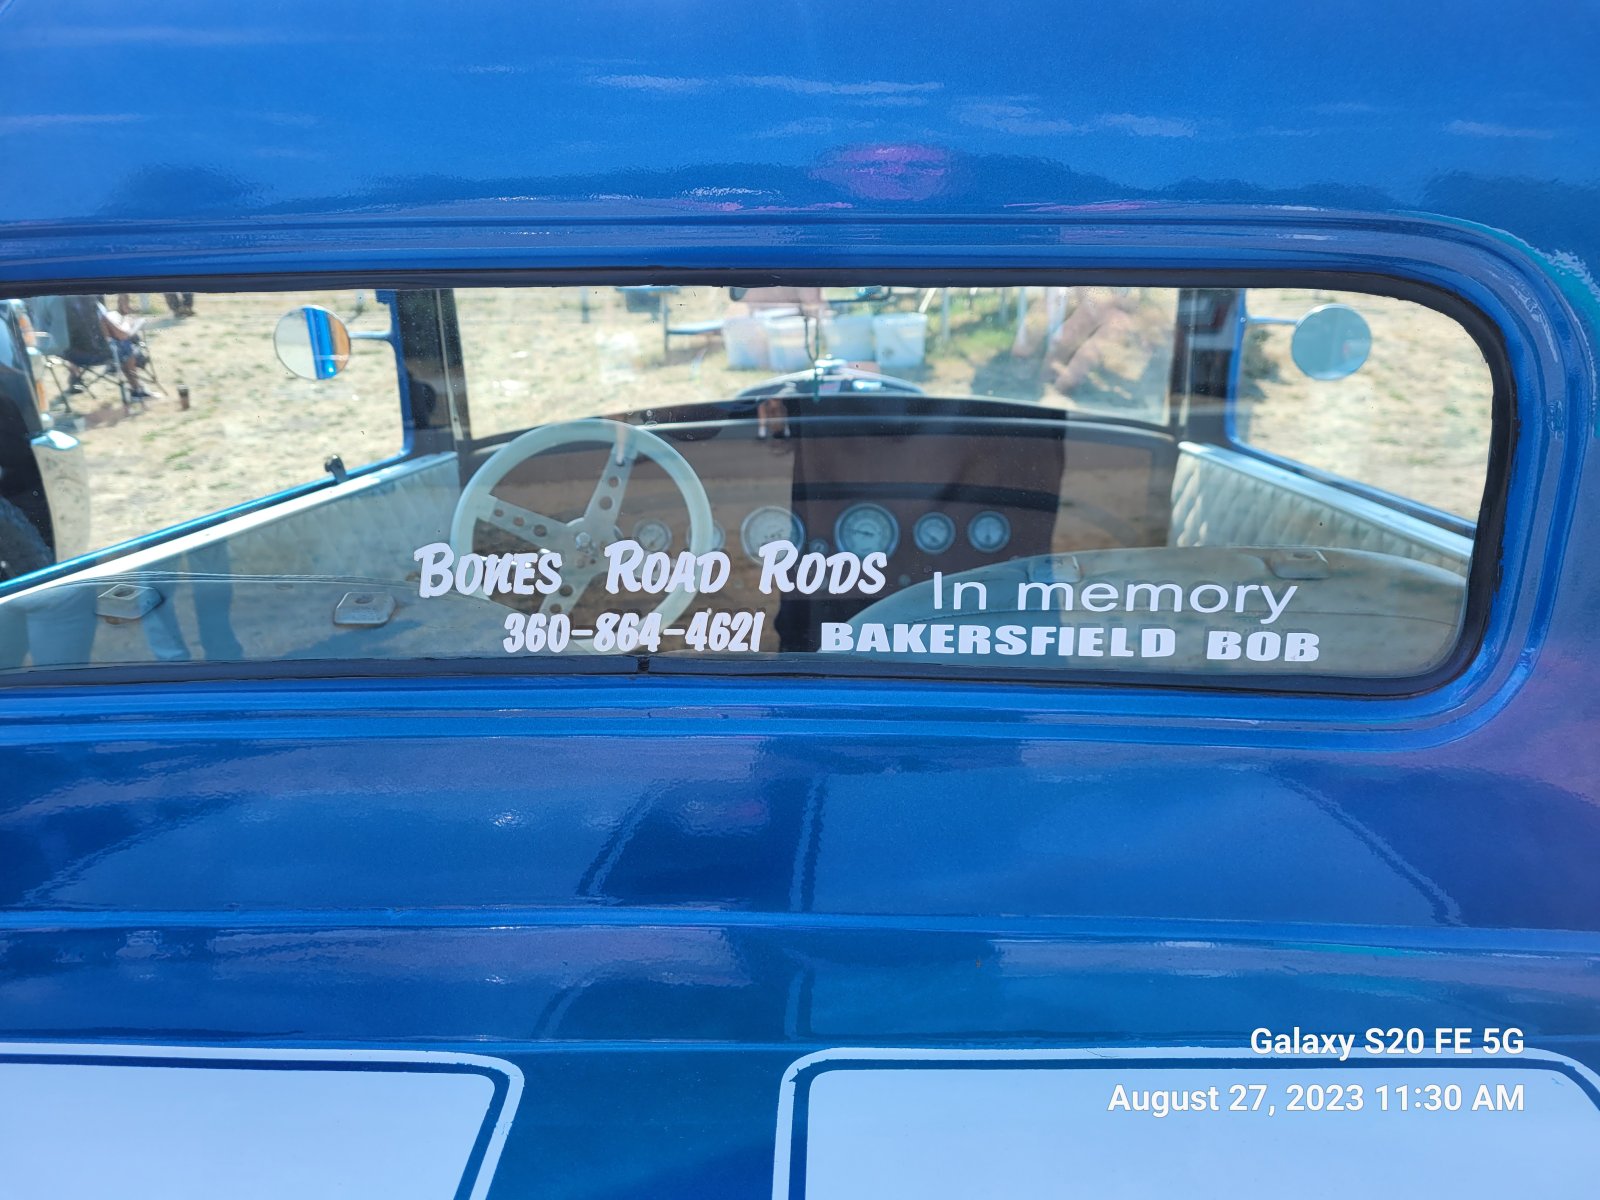 BONES ROAD RODS
360-864-4621
In memory
BAKERSFIELD BOB
Galaxy S20 FE 5G
August 27, 2023 11:30 AM